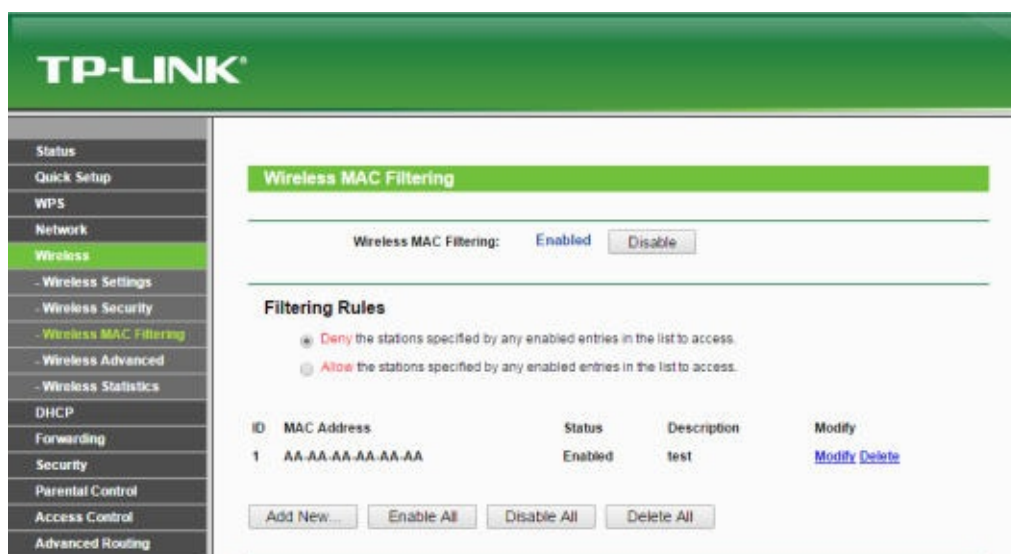 TP-LINK®
Status
Quick Setup
WPS
Network
Wireless
- Wireless Settings
- Wireless Security
- Wireless MAC Filtering
- Wireless Advanced
- Wireless Statistics
DHCP
Forwarding
Security
Parental Control
Access Control
Advanced Routing
Wireless MAC Filtering
Wireless MAC Filtering: Enabled Disable
Filtering Rules
Deny the stations specified by any enabled entries in the list to access.
Allow the stations specified by any enabled entries in the list to access.
ID MAC Address Status Description Modify
1 AA-AA-AA-AA-AA-AA Enabled test Modify Delete
Add New... Enable All Disable All Delete All